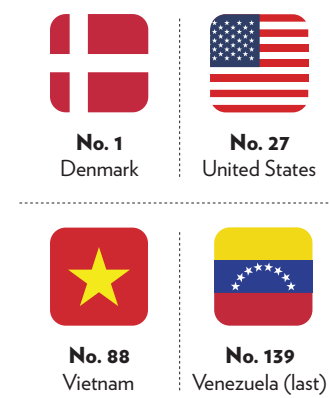 No. 1
Denmark
No. 27
United States
No. 88
Vietnam
No. 139
Venezuela (last)